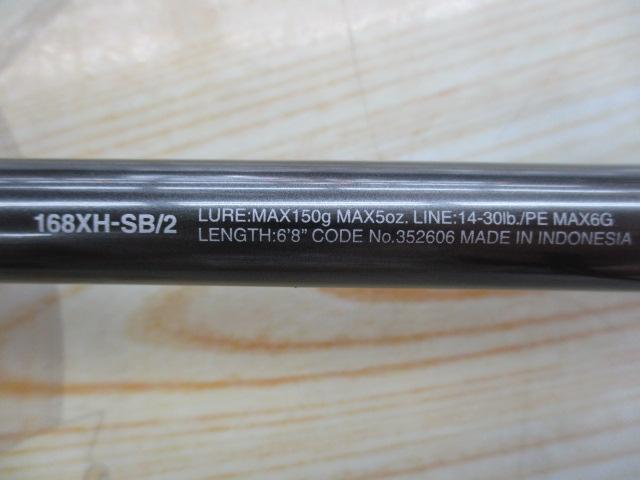 168XH-SB/2
LURE:MAX150g MAX5oz. LINE:14-30lb./PE MAX6G
LENGTH:6'8" CODE No.352606 MADE IN INDONESIA